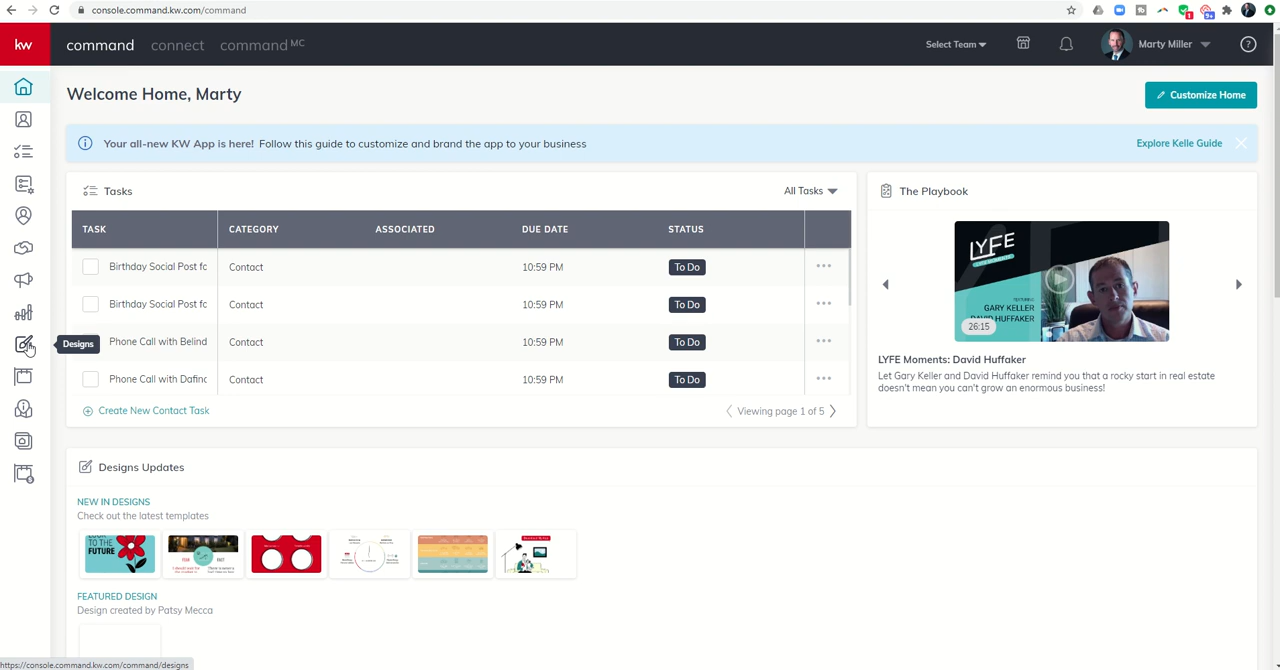 console.command.kw.com/command
1
9+
kw
command
connect
command MC
Select Team
Marty Miller
?
Welcome Home, Marty
Customize Home
Your all-new KW App is here! Follow this guide to customize and brand the app to your business
Explore Kelle Guide
Tasks
All Tasks
TASK CATEGORY ASSOCIATED DUE DATE STATUS
Birthday Social Post fo Contact 10:59 PM To Do
Birthday Social Post fo Contact 10:59 PM To Do
Phone Call with Belind Contact 10:59 PM To Do
Phone Call with Dafinc Contact 10:59 PM To Do
Create New Contact Task
Viewing page 1 of 5
Designs
The Playbook
LYFE
FEATURING
GARY KELLER
DAVID HUFFAKER
26:15
LYFE Moments: David Huffaker
Let Gary Keller and David Huffaker remind you that a rocky start in real estate
doesn't mean you can't grow an enormous business!
Designs Updates
NEW IN DESIGNS
Check out the latest templates
TO THE
FUTURE
FEATURED DESIGN
Design created by Patsy Mecca
https://console.command.kw.com/command/designs